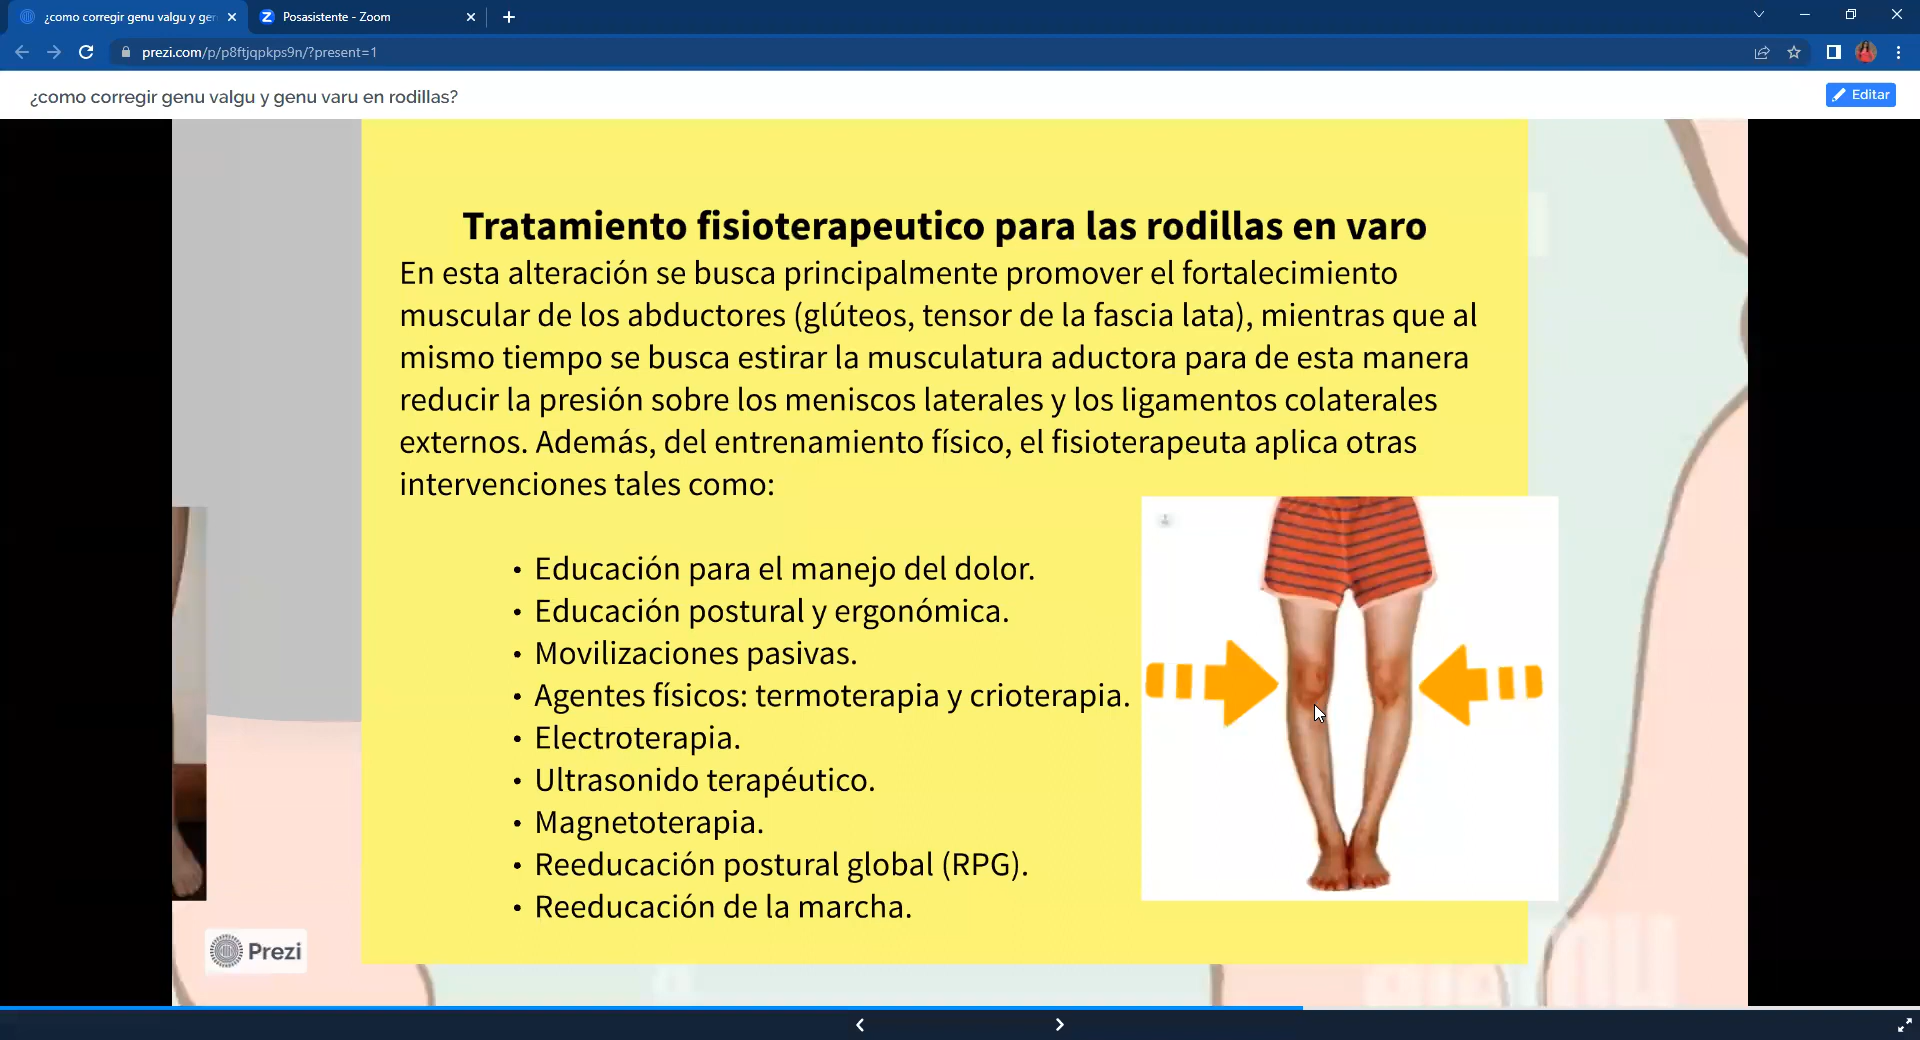 ¿como corregir genu valgu y ger
Posasistente - Zoom
prezi.com/p/p8ftjqpkps9n/?present=1
¿como corregir genu valgu y genu varu en rodillas?
Editar
Tratamiento fisioterapeutico para las rodillas en varo
En esta alteración se busca principalmente promover el fortalecimiento
muscular de los abductores (glúteos, tensor de la fascia lata), mientras que al
mismo tiempo se busca estirar la musculatura aductora para de esta manera
reducir la presión sobre los meniscos laterales y los ligamentos colaterales
externos. Además, del entrenamiento físico, el fisioterapeuta aplica otras
intervenciones tales como:
• Educación para el manejo del dolor.
• Educación postural y ergonómica.
• Movilizaciones pasivas.
• Agentes físicos: termoterapia y crioterapia.
• Electroterapia.
• Ultrasonido terapéutico.
• Magnetoterapia.
• Reeducación postural global (RPG).
• Reeducación de la marcha.
Prezi